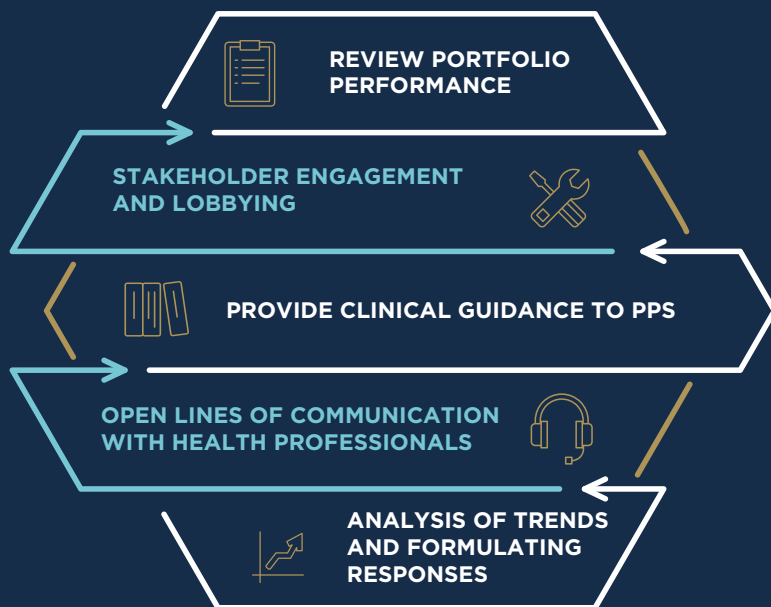 REVIEW PORTFOLIO
PERFORMANCE
STAKEHOLDER ENGAGEMENT
AND LOBBYING
PROVIDE CLINICAL GUIDANCE TO PPS
OPEN LINES OF COMMUNICATION
WITH HEALTH PROFESSIONALS
ANALYSIS OF TRENDS
AND FORMULATING
RESPONSES